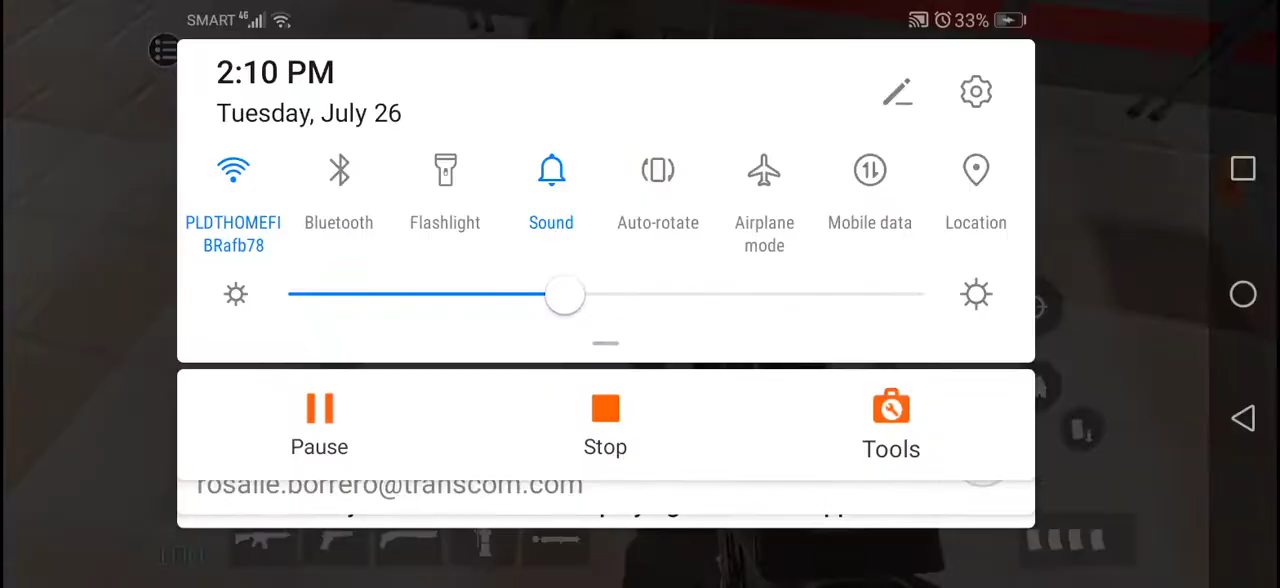 SMART 4G 33%
2:10 PM
Tuesday, July 26
PLDTHOMEFI
BRafb78
Bluetooth
Flashlight
Sound
Auto-rotate
Airplane
mode
Mobile data
Location
Pause
Stop
Tools
rosalie.borrero@transcom.com